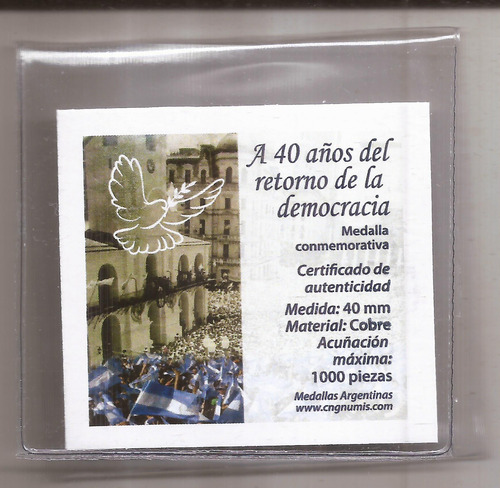 A 40 años del
retorno de la
democracia
Medalla
conmemorativa
Certificado de
autenticidad
Medida: 40 mm
Material: Cobre
Acuñación
máxima:
1000 piezas
Medallas Argentinas
www.cngnumis.com